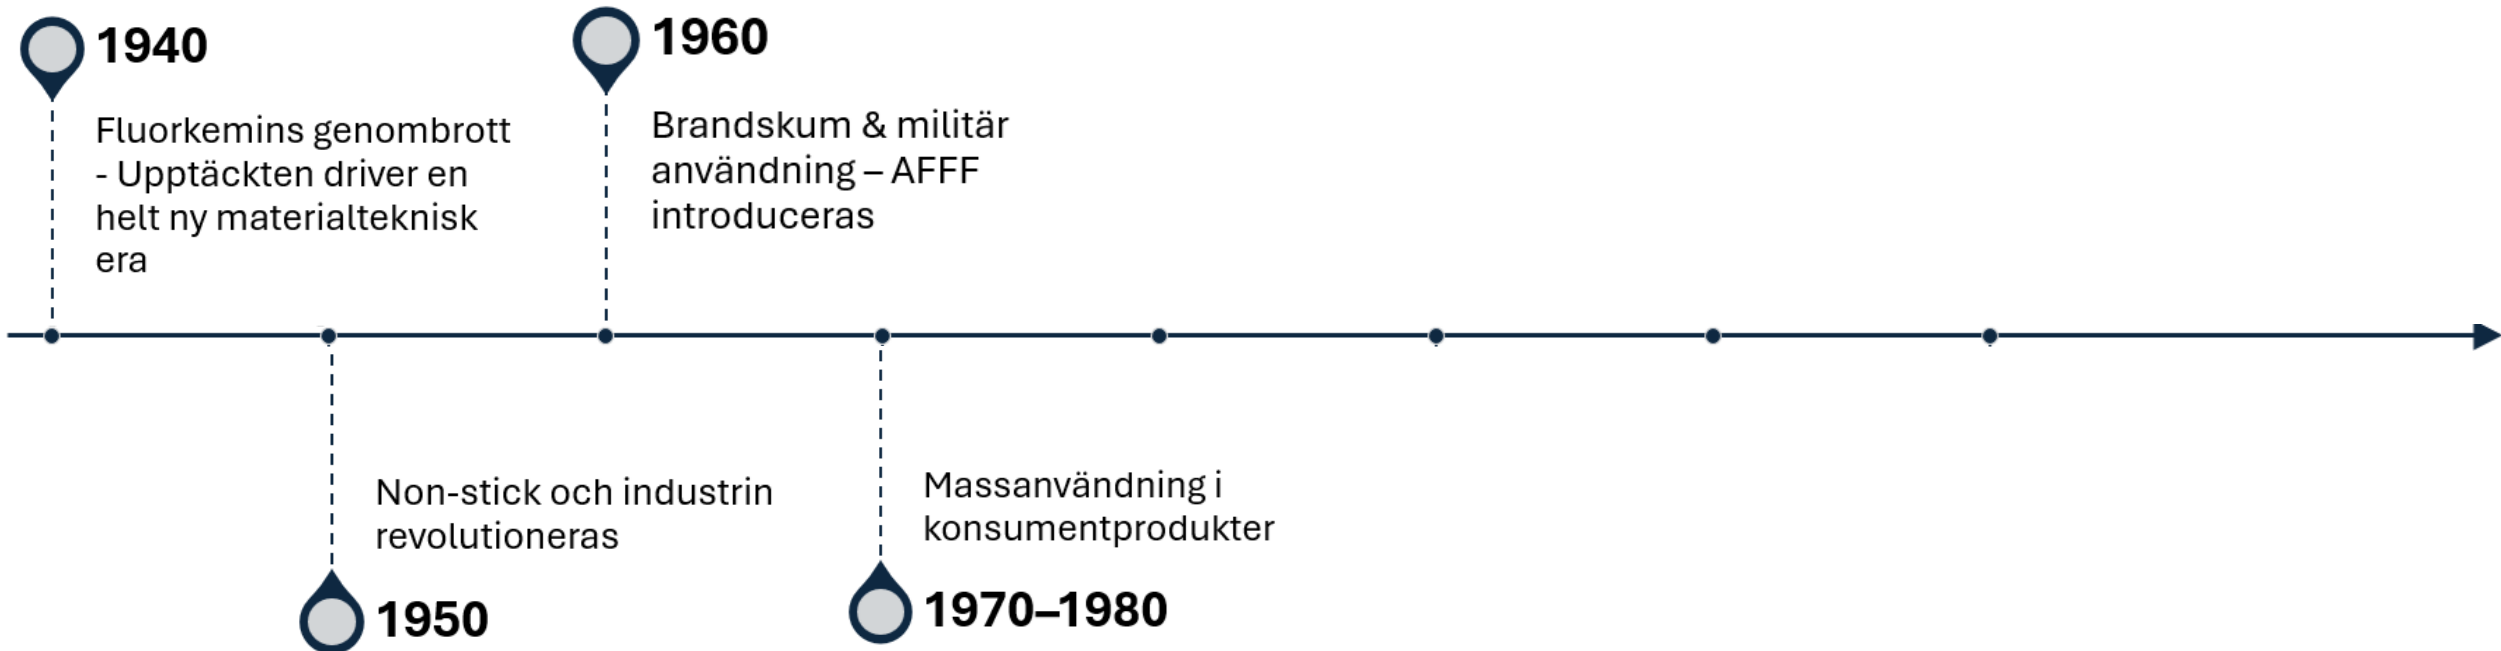 1940
Fluorkemins genombrott
- Upptäckten driver en
helt ny materialteknisk
era
1960
Brandskum & militär
användning – AFFF
introduceras
Non-stick och industrin
revolutioneras
1950
Massanvändning i
konsumentprodukter
1970–1980